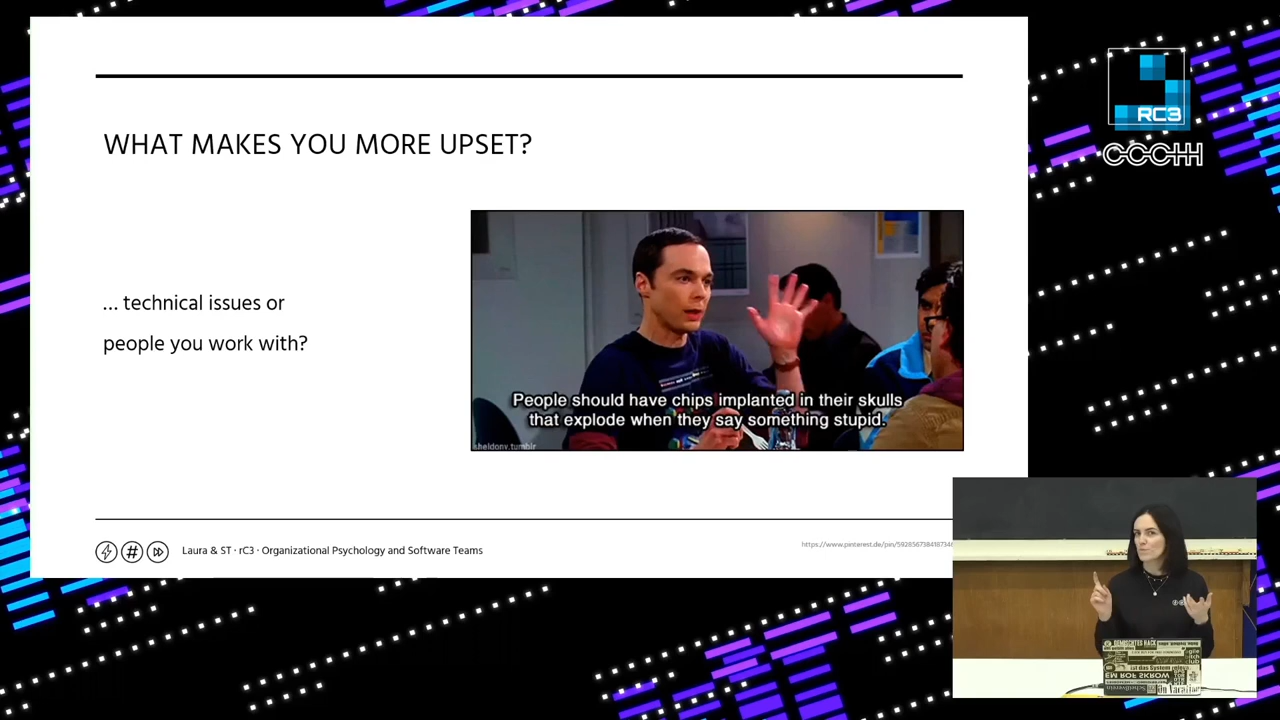 WHAT MAKES YOU MORE UPSET?
... technical issues or
people you work with?
People should have chips implanted in their skulls
that explode when they say something stupid.
sheldony.tumblr
Laura & ST · rC3 · Organizational Psychology and Software Teams
RC3
CCCHH
GEMISCHTES HACK